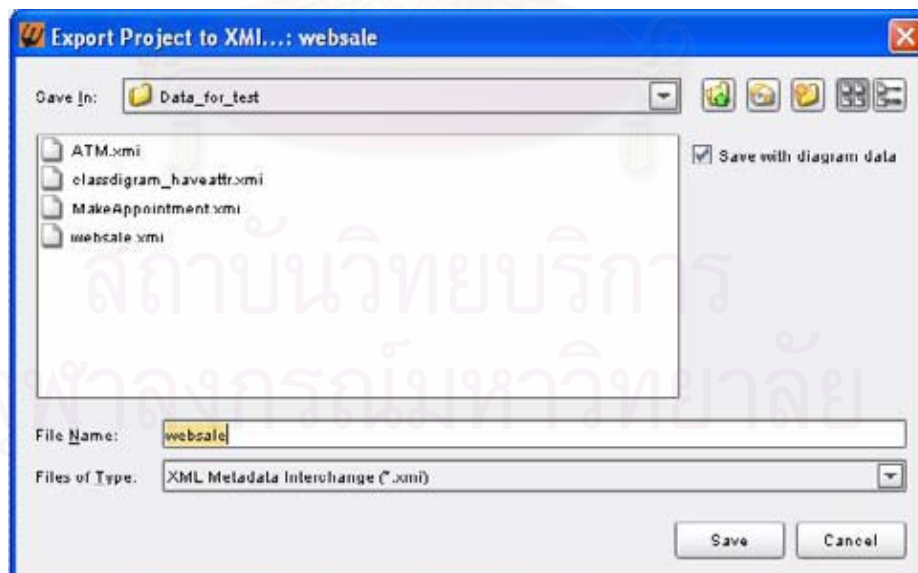 Export Project to XMI...: websale
Save In:
Data_for_test
ATM.xmi
classdigram_haveattr.xmi
MakeAppointment.xmi
websale.xmi
Save with diagram data
สถาบันวิทยบริการ
จุฬาลงกรณ์มหาวิทยาลัย
File Name:
websale
Files of Type:
XML Metadata Interchange (*.xmi)
Save
Cancel